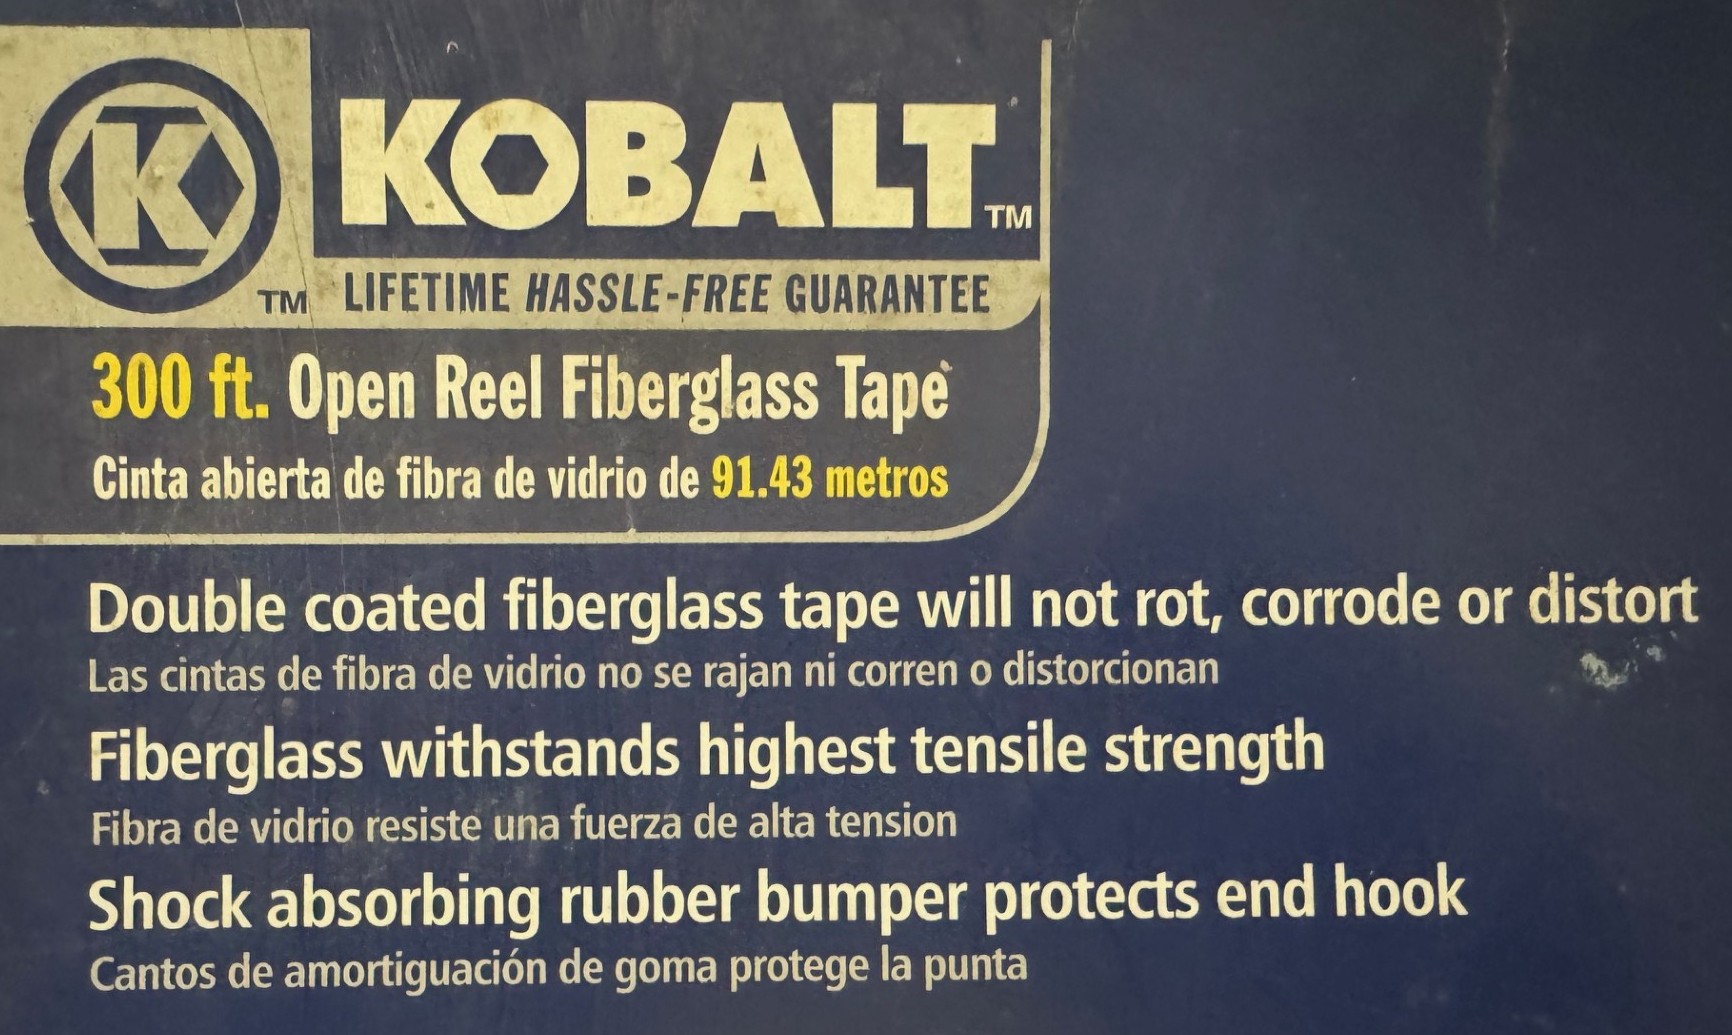 K
TM
KOBALT TM
LIFETIME HASSLE-FREE GUARANTEE
300 ft. Open Reel Fiberglass Tape
Cinta abierta de fibra de vidrio de 91.43 metros
Double coated fiberglass tape will not rot, corrode or distort
Las cintas de fibra de vidrio no se rajan ni corren o distorcionan
Fiberglass withstands highest tensile strength
Fibra de vidrio resiste una fuerza de alta tension
Shock absorbing rubber bumper protects end hook
Cantos de amortiguación de goma protege la punta